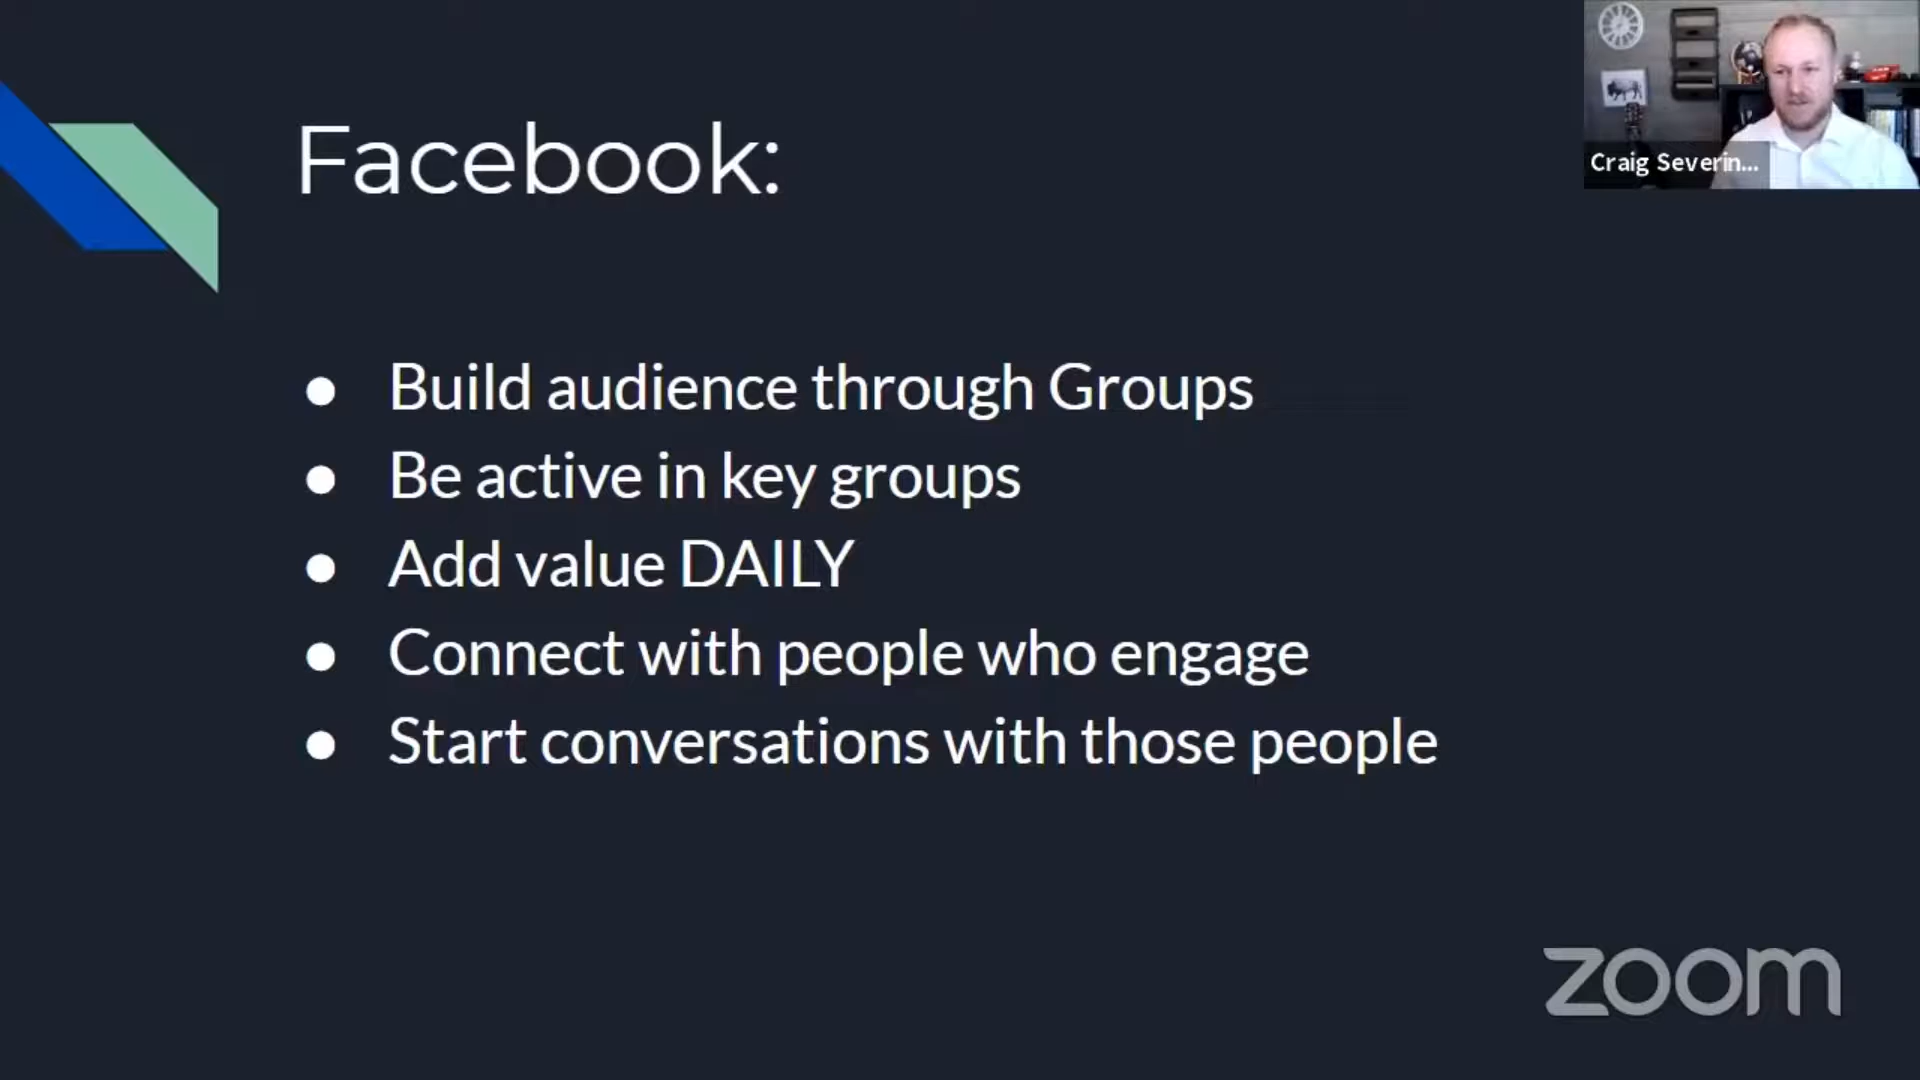 Craig Severin...
Facebook:
● Build audience through Groups
● Be active in key groups
● Add value DAILY
● Connect with people who engage
● Start conversations with those people
zoom